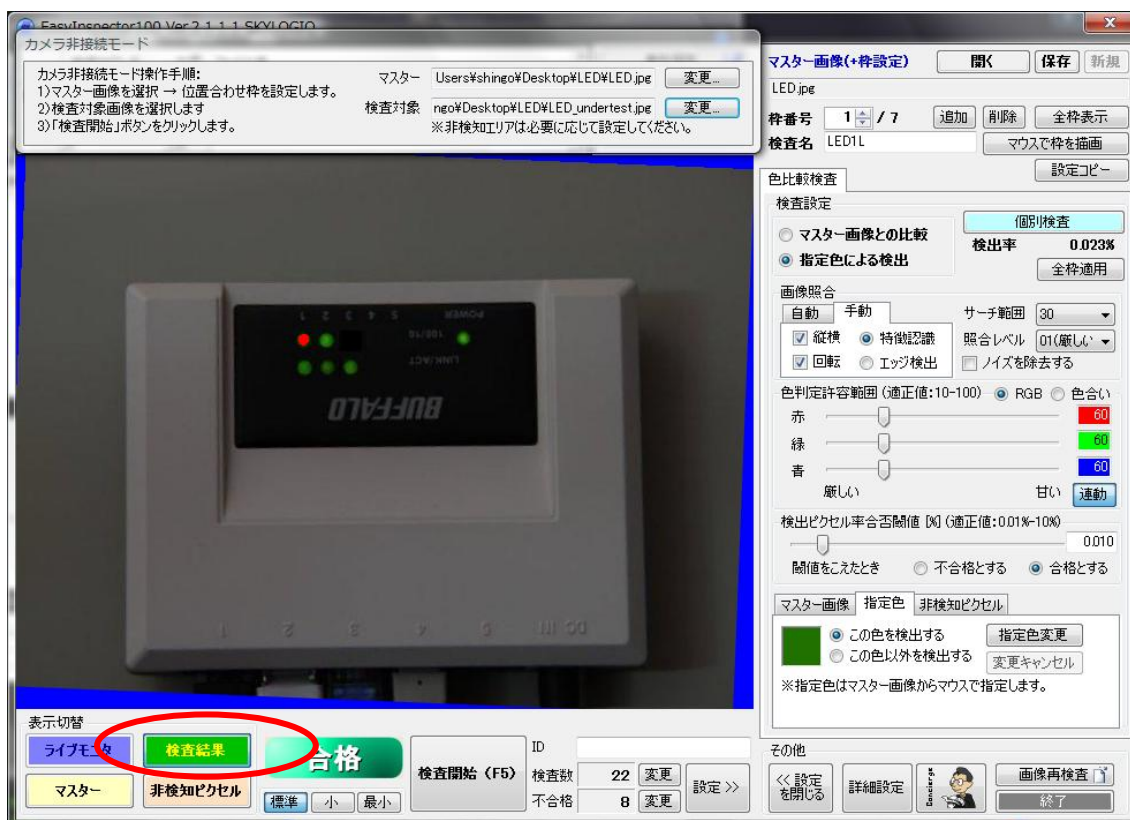 EasyInspector100 Ver.2.1.1.1 SKYLOGIQ
カメラ非接続モード
カメラ非接続モード操作手順:
1)マスター画像を選択 → 位置合わせ枠を設定します。
2)検査対象画像を選択します
3)「検査開始」ボタンをクリックします。
マスター Users¥shingo¥Desktop¥LED¥LED.jpg 変更...
検査対象 ngo¥Desktop¥LED¥LED_undertest.jpg 変更...
※非検知エリアは必要に応じて設定してください。
マスター画像(+枠設定) 開く 保存 新規
LED.jpg
枠番号 1 / 7 追加 削除 全枠表示
検査名 LED1L マウスで枠を描画
設定コピー
色比較検査
検査設定
マスター画像との比較
指定色による検出
個別検査
検出率 0.023%
全枠適用
画像照合
自動 手動
縦横 特徴認識
回転 エッジ検出
サーチ範囲 30
照合レベル 01(厳しい
ノイズを除去する
色判定許容範囲 (適正値:10-100) RGB 色合い
赤 60
緑 60
青 60
厳しい 甘い 連動
検出ピクセル率合否閾値 [%] (適正値:0.01%-10%)
0.010
閾値をこえたとき 不合格とする 合格とする
マスター画像 指定色 非検知ピクセル
この色を検出する 指定色変更
この色以外を検出する 変更キャンセル
※指定色はマスター画像からマウスで指定します。
1 2 3 4 5 POWER
100/10
LINK/ACT
BUFFALO
1 2 3 4 5 DC IN
表示切替
ライブモニタ 検査結果
マスター 非検知ピクセル
合格
標準 小 最小
検査開始 (F5)
ID
検査数 22 変更
不合格 8 変更
設定 >>
その他
<< 設定を閉じる
詳細設定
画像再検査
終了